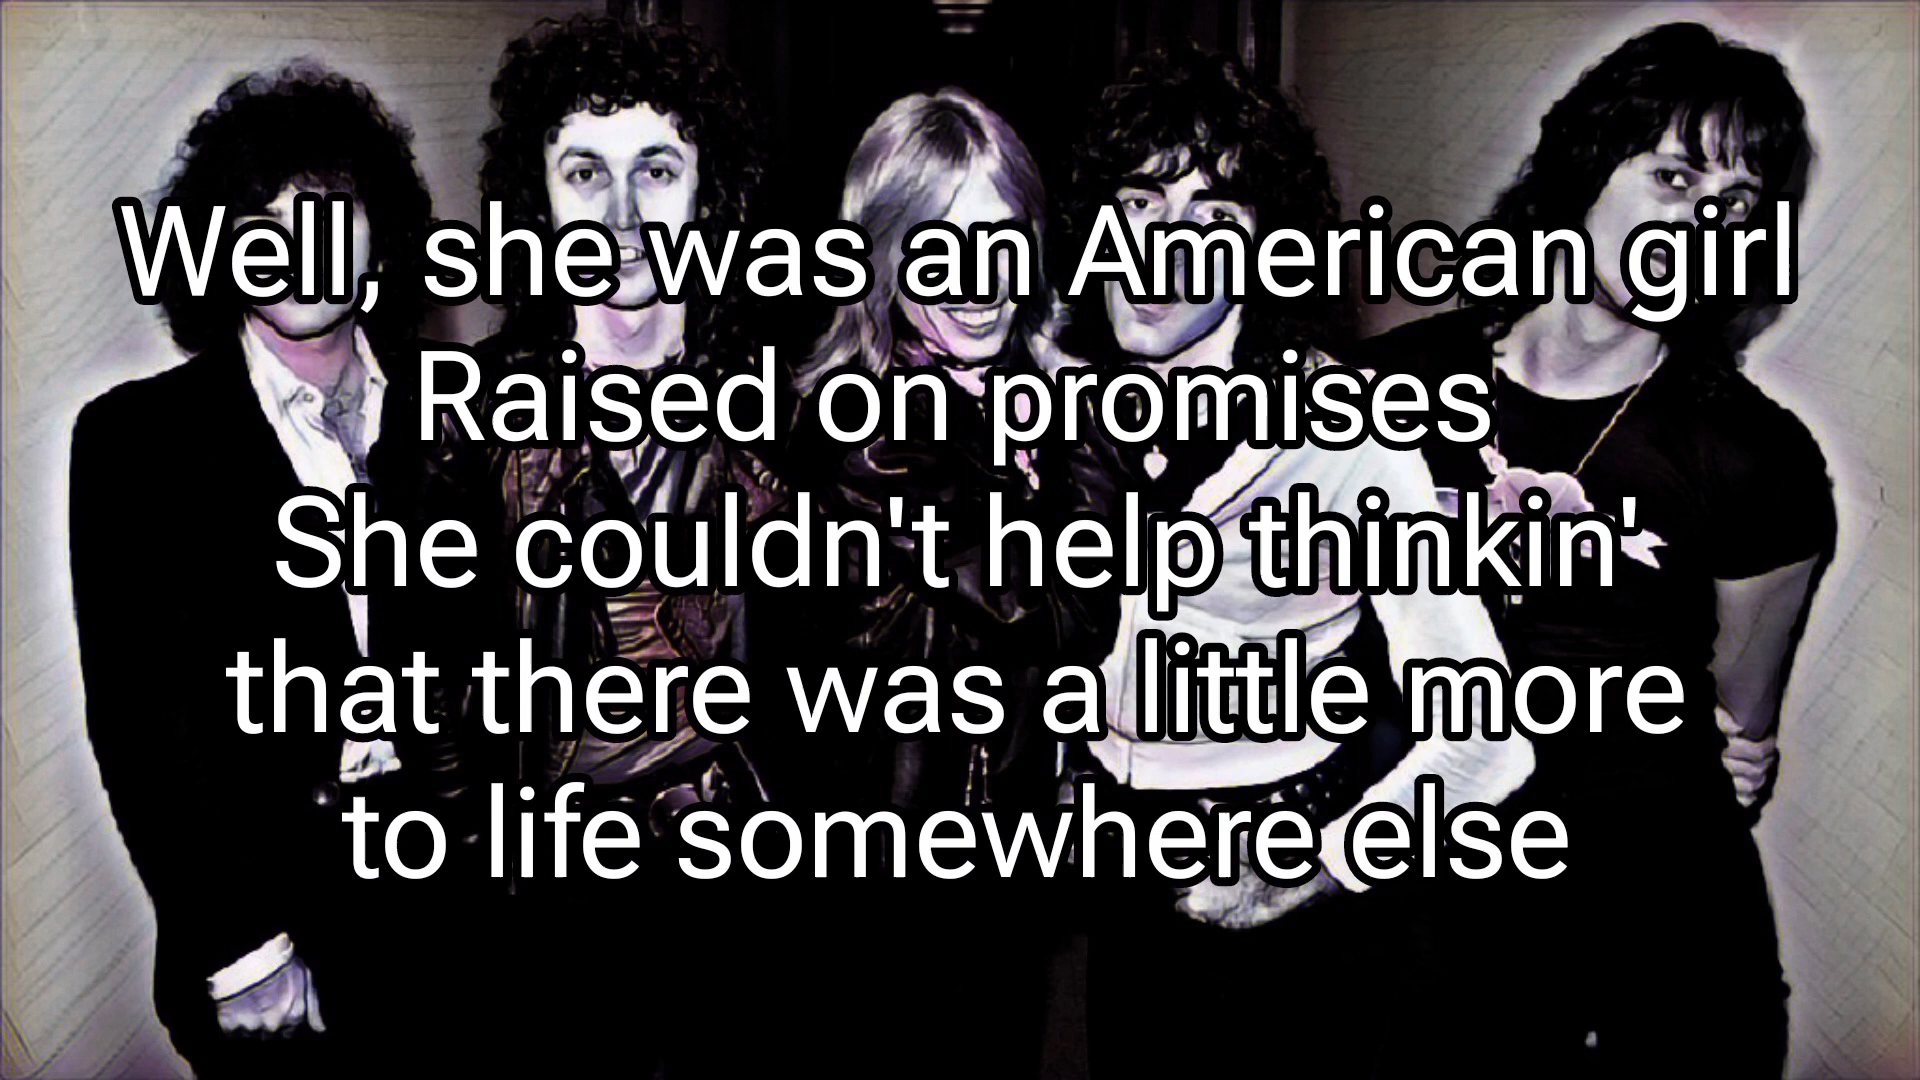 Well, she was an American girl
Raised on promises
She couldn't help thinkin'
that there was a little more
to life somewhere else